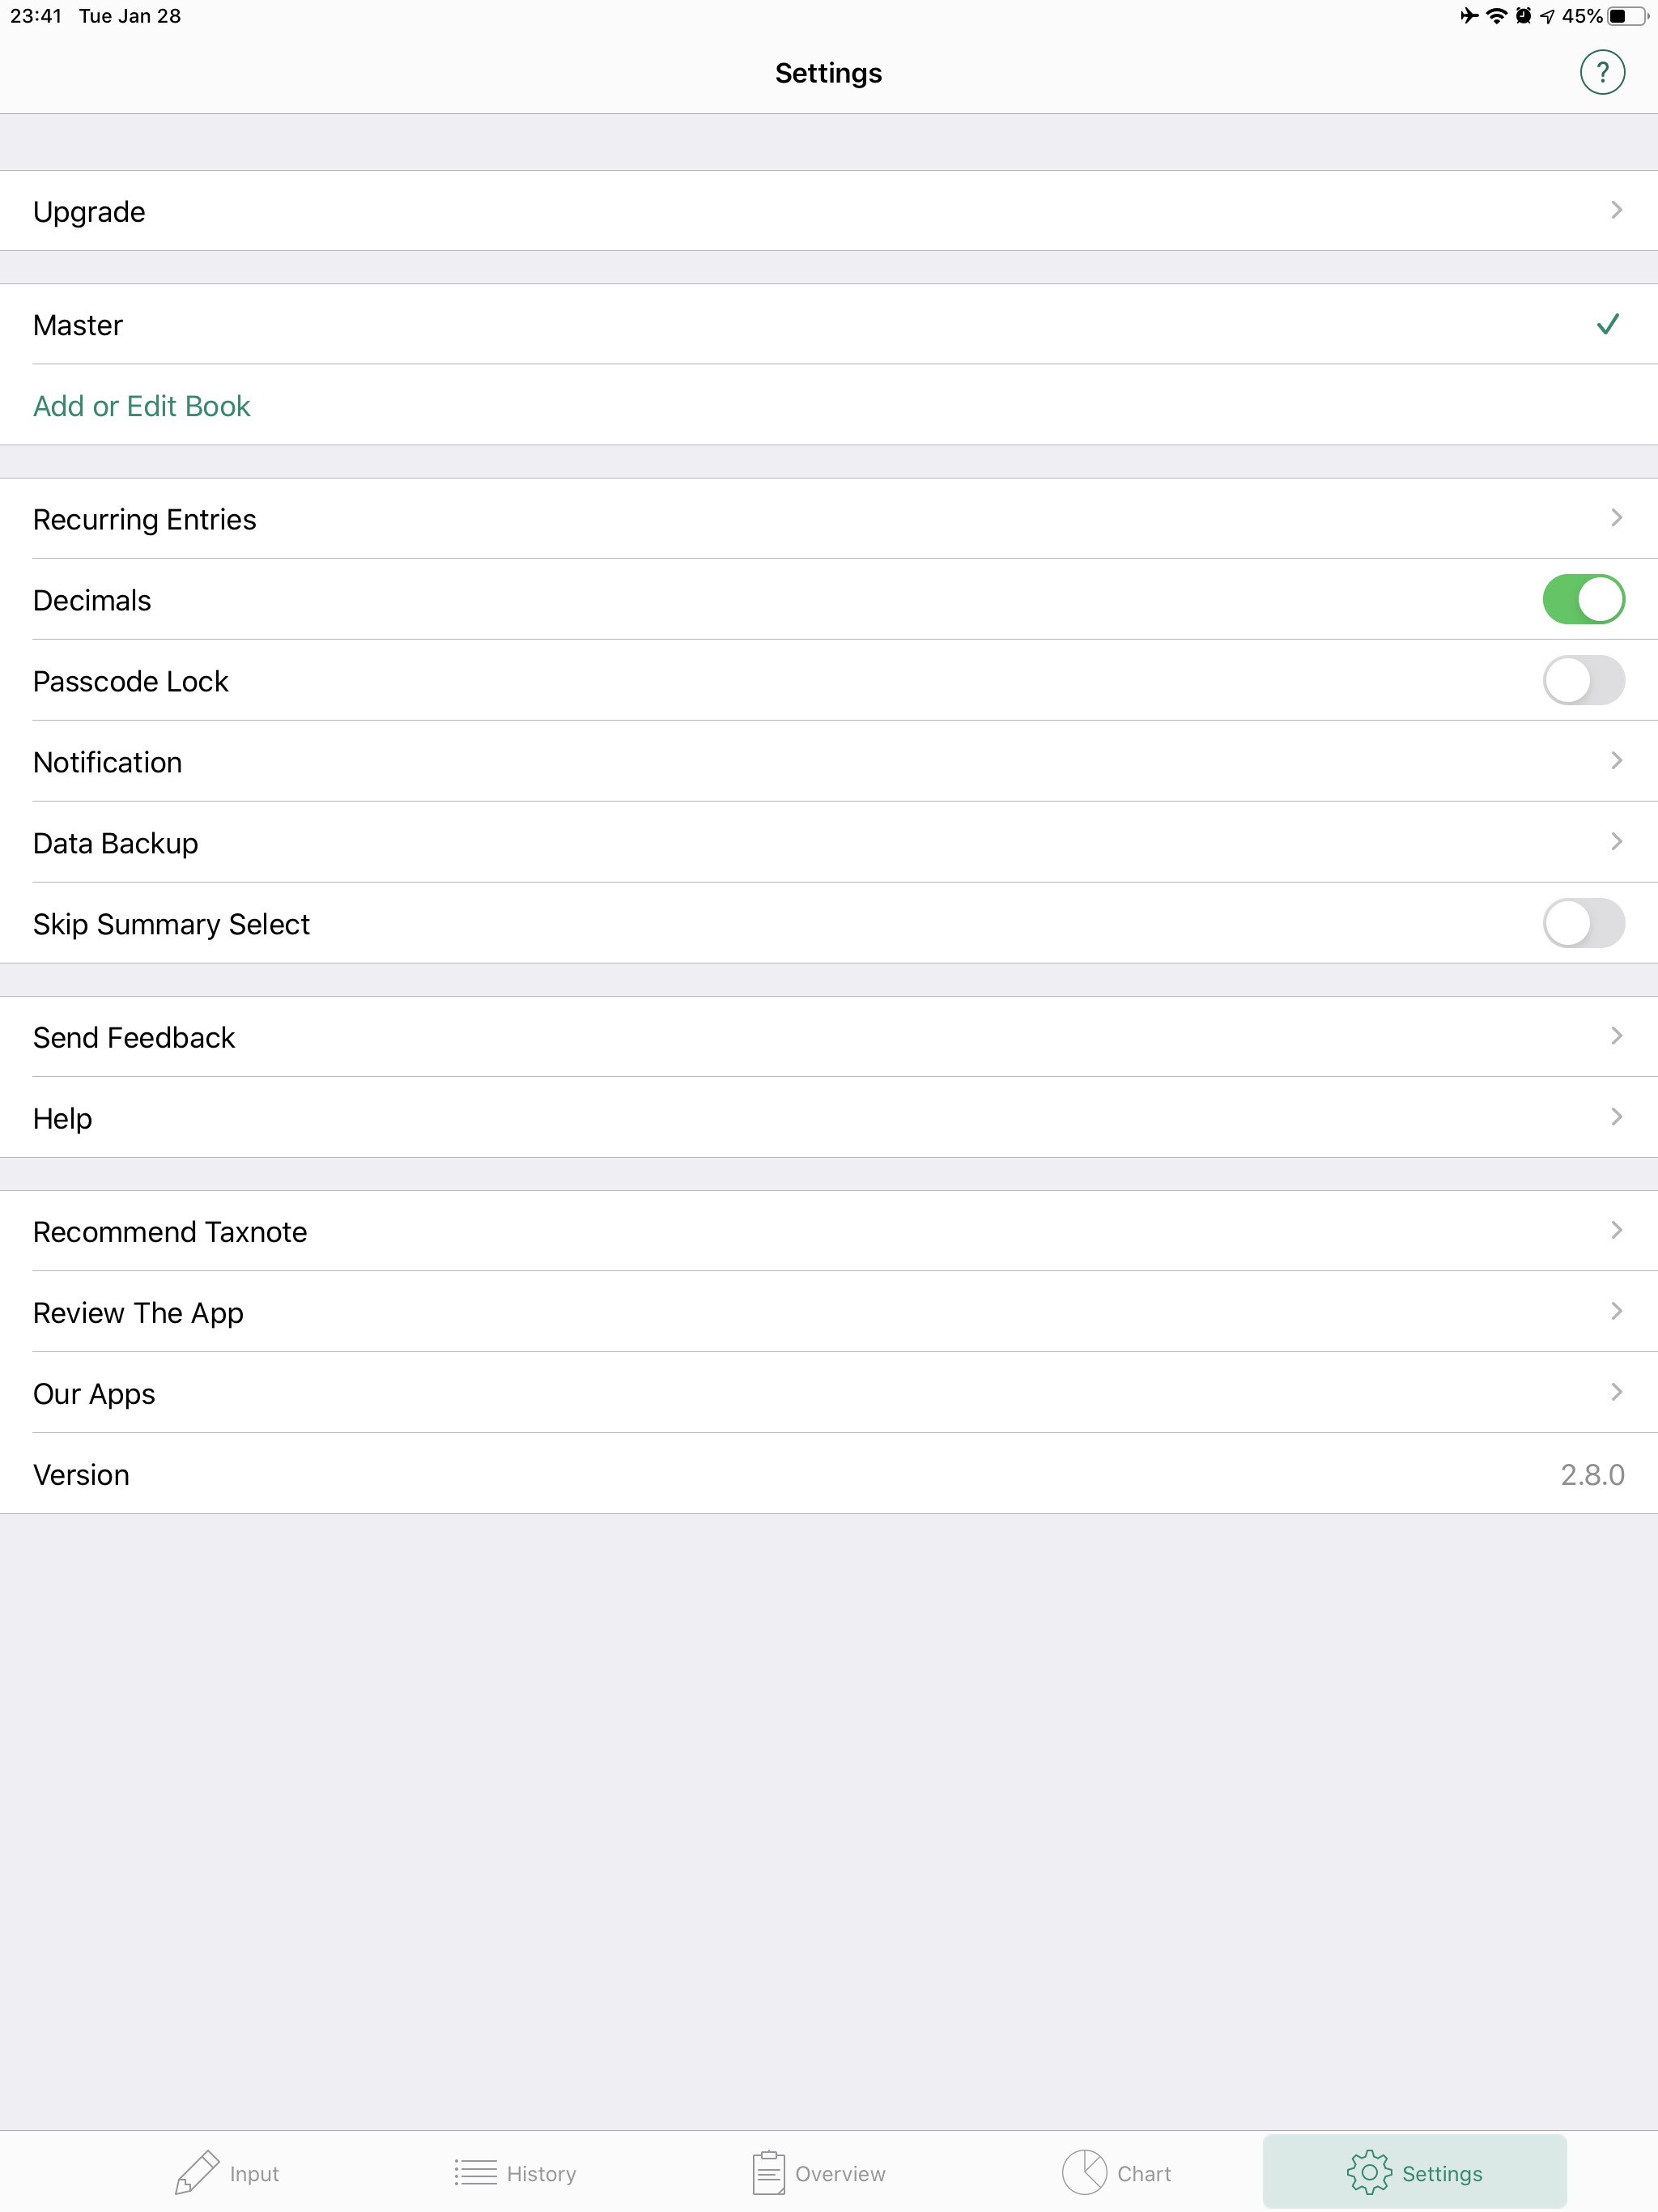 23:41 Tue Jan 28 45%
Settings ?
Upgrade
Master
Add or Edit Book
Recurring Entries
Decimals
Passcode Lock
Notification
Data Backup
Skip Summary Select
Send Feedback
Help
Recommend Taxnote
Review The App
Our Apps
Version 2.8.0
Input History Overview Chart Settings